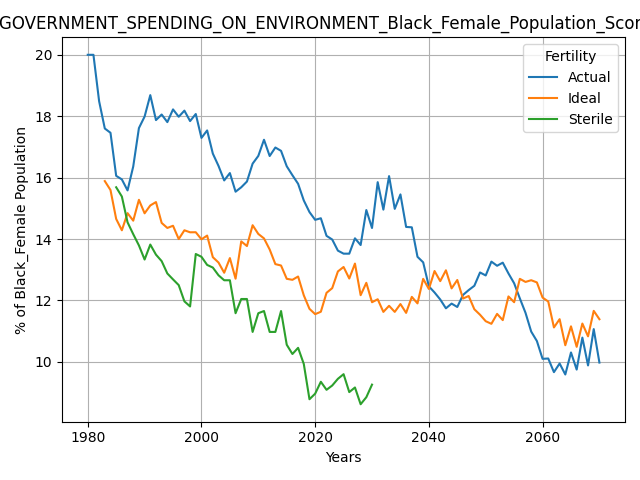 GOVERNMENT_SPENDING_ON_ENVIRONMENT_Black_Female_Population_Scor
20
18
16
14
12
10
% of Black_Female Population
Fertility
Actual
Ideal
Sterile
1980
2000
2020
2040
2060
Years